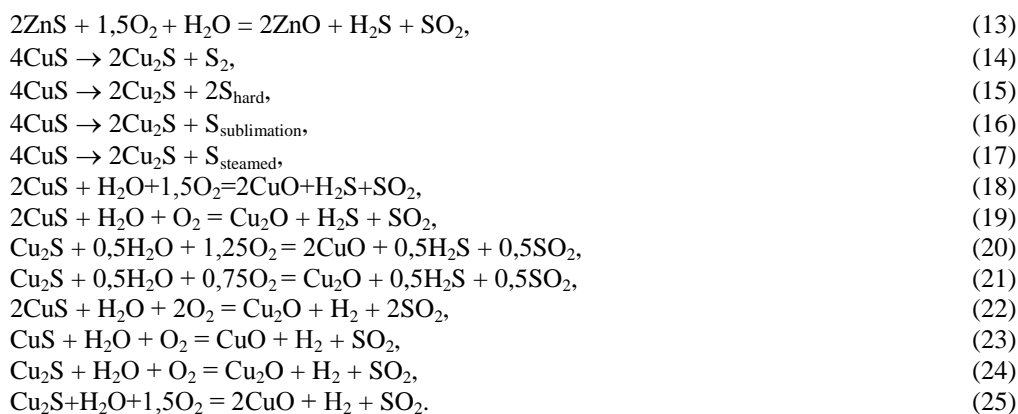 2ZnS + 1,5O₂ + H₂O = 2ZnO + H₂S + SO₂, (13)
4CuS → 2Cu₂S + S₂, (14)
4CuS → 2Cu₂S + 2S_hard, (15)
4CuS → 2Cu₂S + S_sublimation, (16)
4CuS → 2Cu₂S + S_steamed, (17)
2CuS + H₂O+1,5O₂=2CuO+H₂S+SO₂, (18)
2CuS + H₂O + O₂ = Cu₂O + H₂S + SO₂, (19)
Cu₂S + 0,5H₂O + 1,25O₂ = 2CuO + 0,5H₂S + 0,5SO₂, (20)
Cu₂S + 0,5H₂O + 0,75O₂ = Cu₂O + 0,5H₂S + 0,5SO₂, (21)
2CuS + H₂O + 2O₂ = Cu₂O + H₂ + 2SO₂, (22)
CuS + H₂O + O₂ = CuO + H₂ + SO₂, (23)
Cu₂S + H₂O + O₂ = Cu₂O + H₂ + SO₂, (24)
Cu₂S+H₂O+1,5O₂ = 2CuO + H₂ + SO₂. (25)